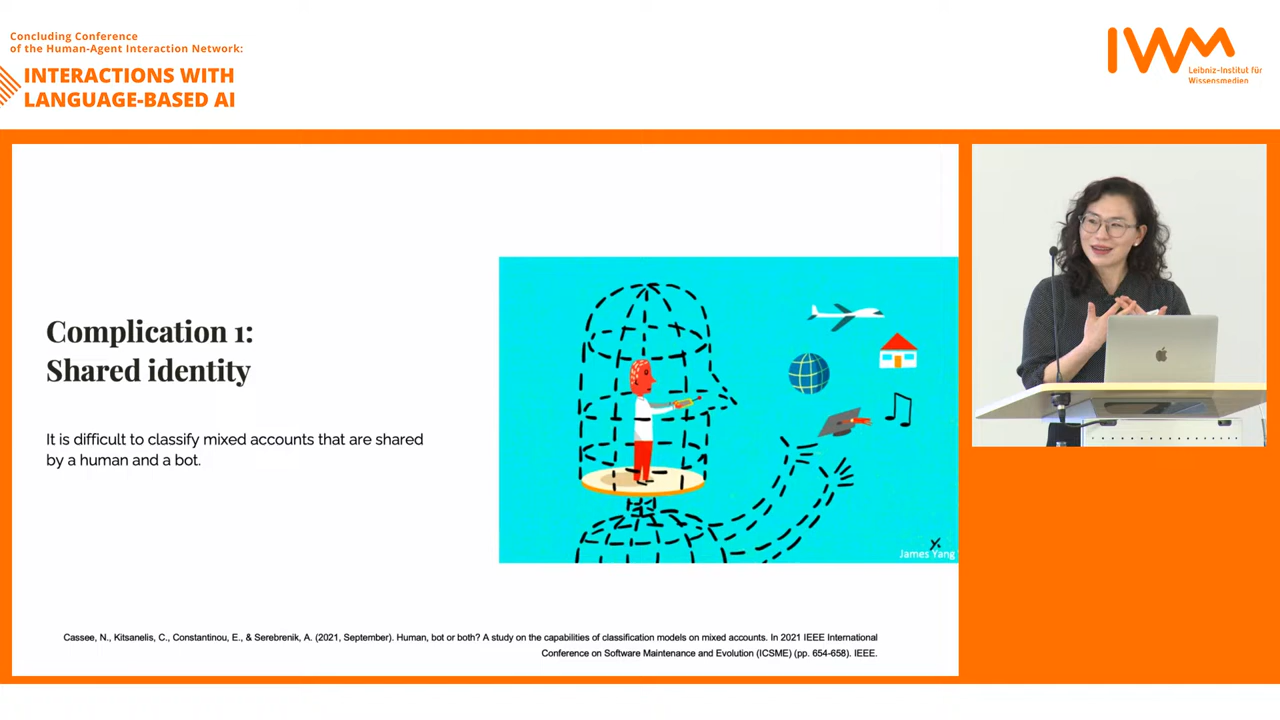 Concluding Conference
of the Human-Agent Interaction Network:
INTERACTIONS WITH
LANGUAGE-BASED AI
IWM
Leibniz-Institut für
Wissensmedien
Complication 1:
Shared identity
It is difficult to classify mixed accounts that are shared
by a human and a bot.
James Yang
Cassee, N., Kitsanelis, C., Constantinou, E., & Serebrenik, A. (2021, September). Human, bot or both? A study on the capabilities of classification models on mixed accounts. In 2021 IEEE International
Conference on Software Maintenance and Evolution (ICSME) (pp. 654-658). IEEE.